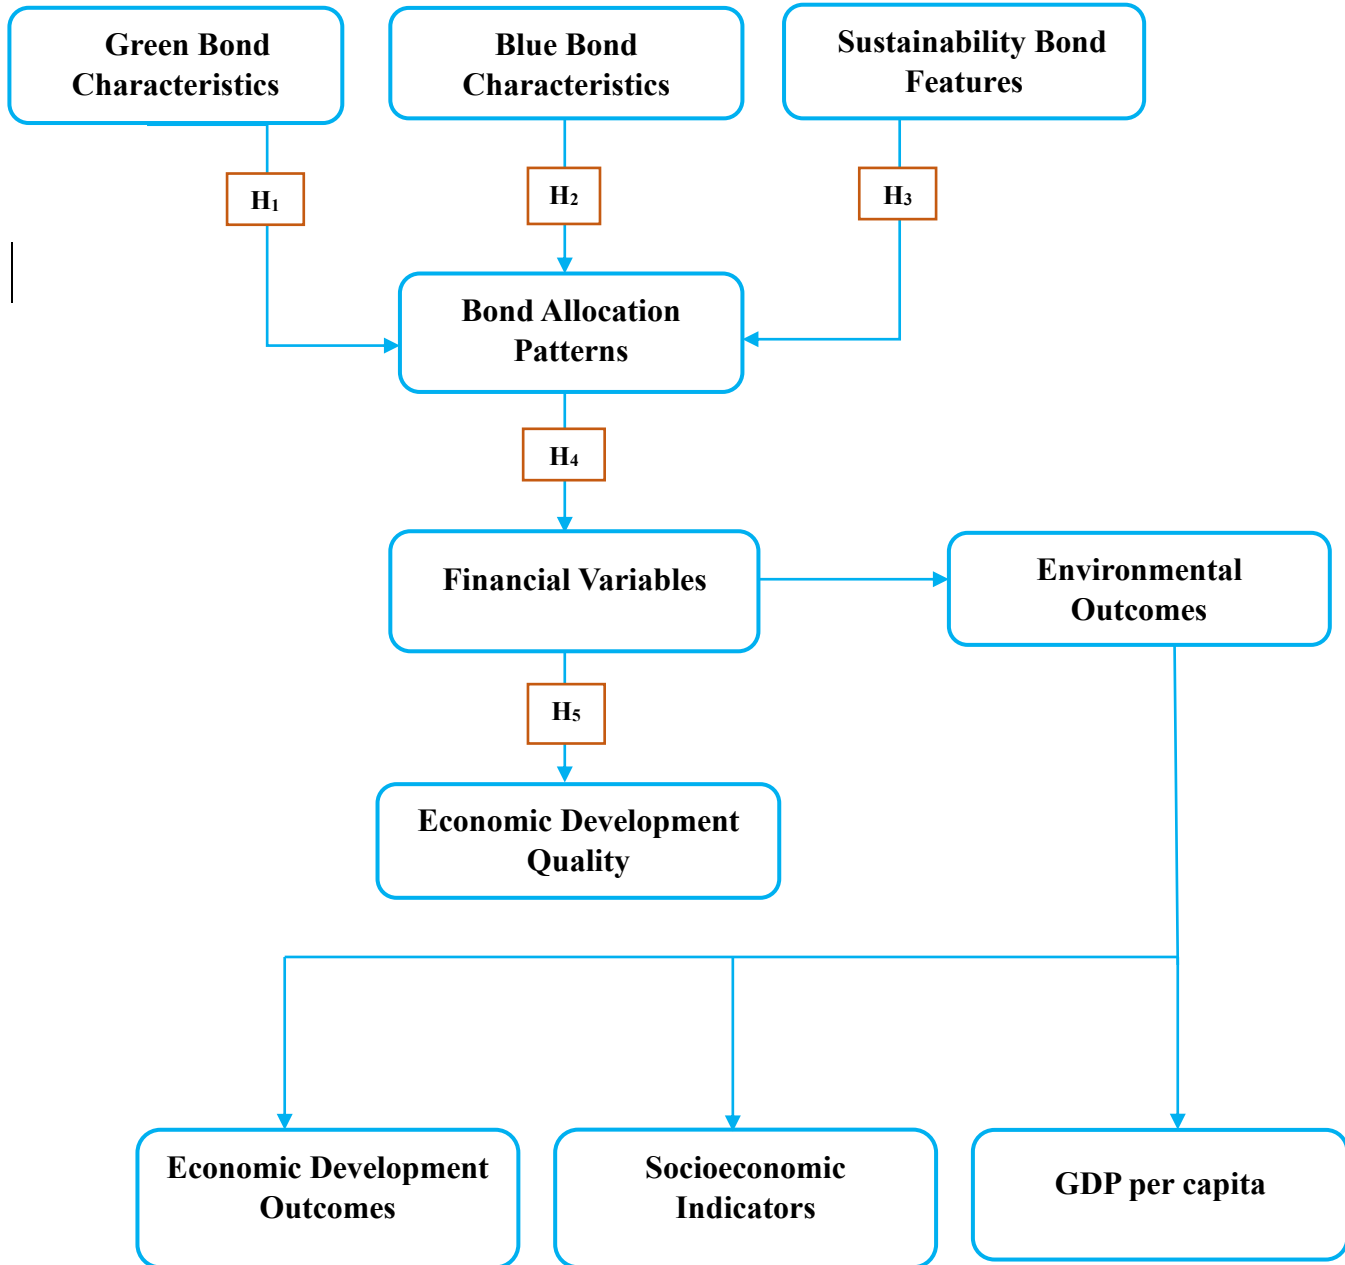 Green Bond
Characteristics
Blue Bond
Characteristics
Sustainability Bond
Features
H₁
H₂
H₃
Bond Allocation
Patterns
H₄
Financial Variables
Environmental
Outcomes
H₅
Economic Development
Quality
Economic Development
Outcomes
Socioeconomic
Indicators
GDP per capita